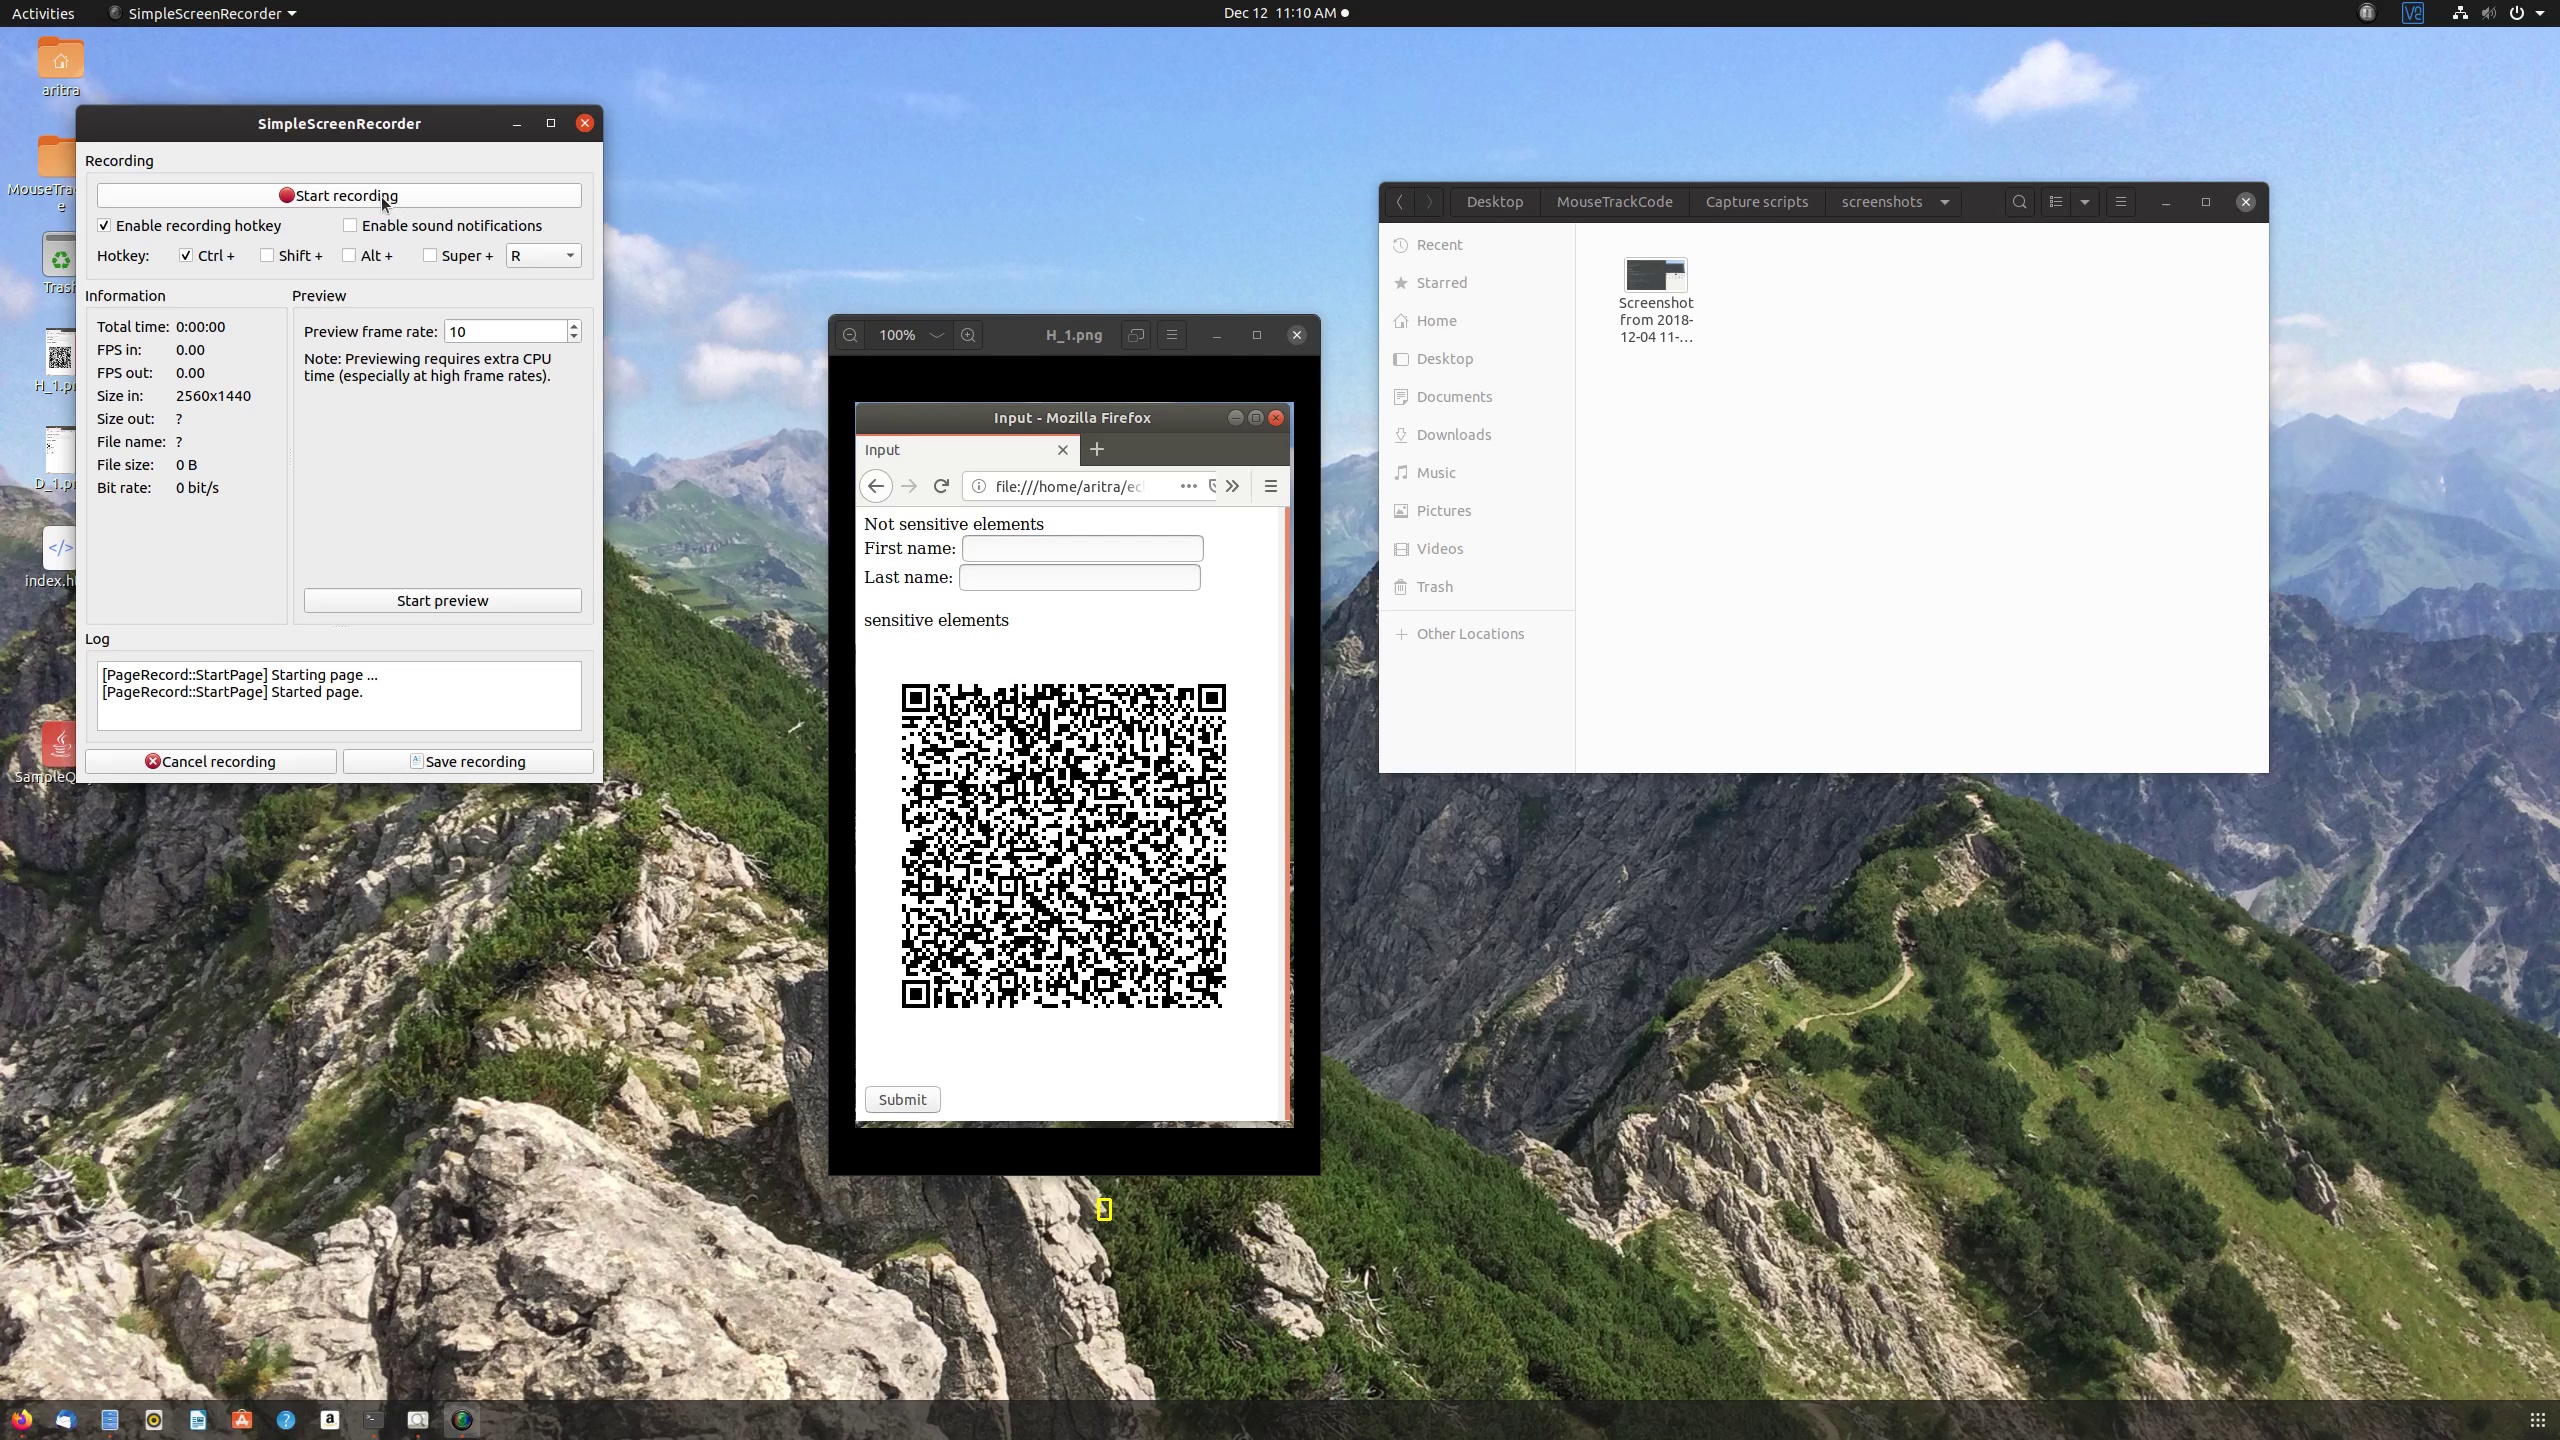 Activities
SimpleScreenRecorder
Dec 12 11:10 AM
V2
aritra
MouseTra
e
Trash
H_1.p
D_1.p
index.h
SampleQ
SimpleScreenRecorder
Recording
Start recording
Enable recording hotkey
Enable sound notifications
Hotkey: Ctrl + Shift + Alt + Super + R
Information
Total time: 0:00:00
FPS in: 0.00
FPS out: 0.00
Size in: 2560x1440
Size out: ?
File name: ?
File size: 0 B
Bit rate: 0 bit/s
Preview
Preview frame rate: 10
Note: Previewing requires extra CPU
time (especially at high frame rates).
Start preview
Log
[PageRecord::StartPage] Starting page ...
[PageRecord::StartPage] Started page.
Cancel recording
Save recording
100%
H_1.png
Input - Mozilla Firefox
Input
file:///home/aritra/ec
Not sensitive elements
First name:
Last name:
sensitive elements
Submit
Desktop
MouseTrackCode
Capture scripts
screenshots
Recent
Starred
Home
Desktop
Documents
Downloads
Music
Pictures
Videos
Trash
Other Locations
Screenshot
from 2018-
12-04 11-…